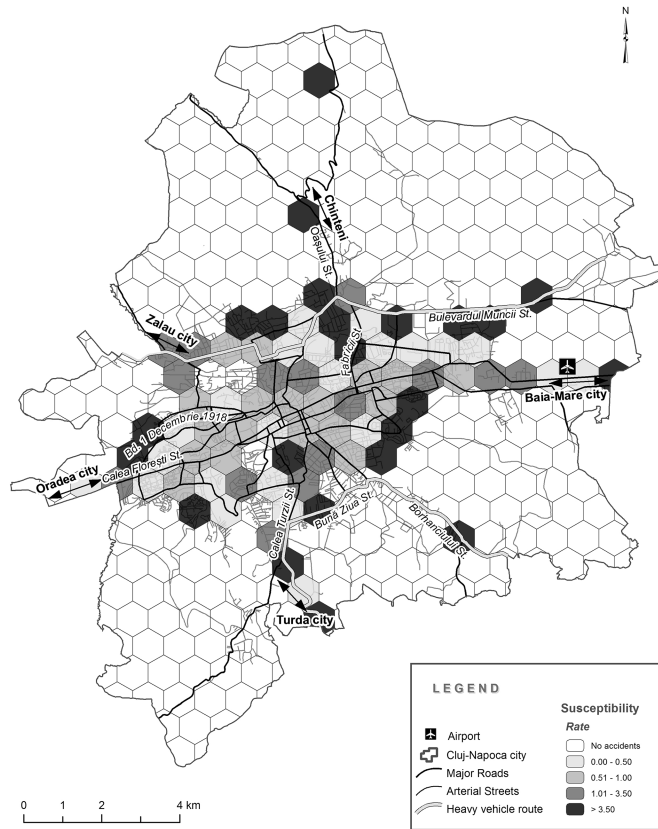 N
Chinteni
Oașului St.
Zalau city
Bulevardul Muncii St.
Fabricii St.
Baia-Mare city
Bd. 1 Decembrie 1918
Oradea city
Calea Florești St.
Calea Turzii St.
Bună Ziua St.
Bornanciulul St.
Turda city
LEGEND
Susceptibility
Rate
Airport
No accidents
Cluj-Napoca city
0.00 - 0.50
Major Roads
0.51 - 1.00
Arterial Streets
1.01 - 3.50
Heavy vehicle route
> 3.50
0 1 2 4 km